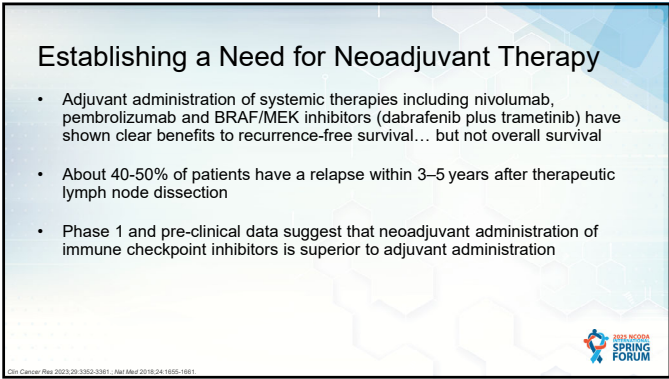 Establishing a Need for Neoadjuvant Therapy
• Adjuvant administration of systemic therapies including nivolumab,
pembrolizumab and BRAF/MEK inhibitors (dabrafenib plus trametinib) have
shown clear benefits to recurrence-free survival… but not overall survival
• About 40-50% of patients have a relapse within 3–5 years after therapeutic
lymph node dissection
• Phase 1 and pre-clinical data suggest that neoadjuvant administration of
immune checkpoint inhibitors is superior to adjuvant administration
2025 NCODA
INTERNATIONAL
SPRING
FORUM
Clin Cancer Res 2023;29:3352-3361.; Nat Med 2018;24:1655-1661.